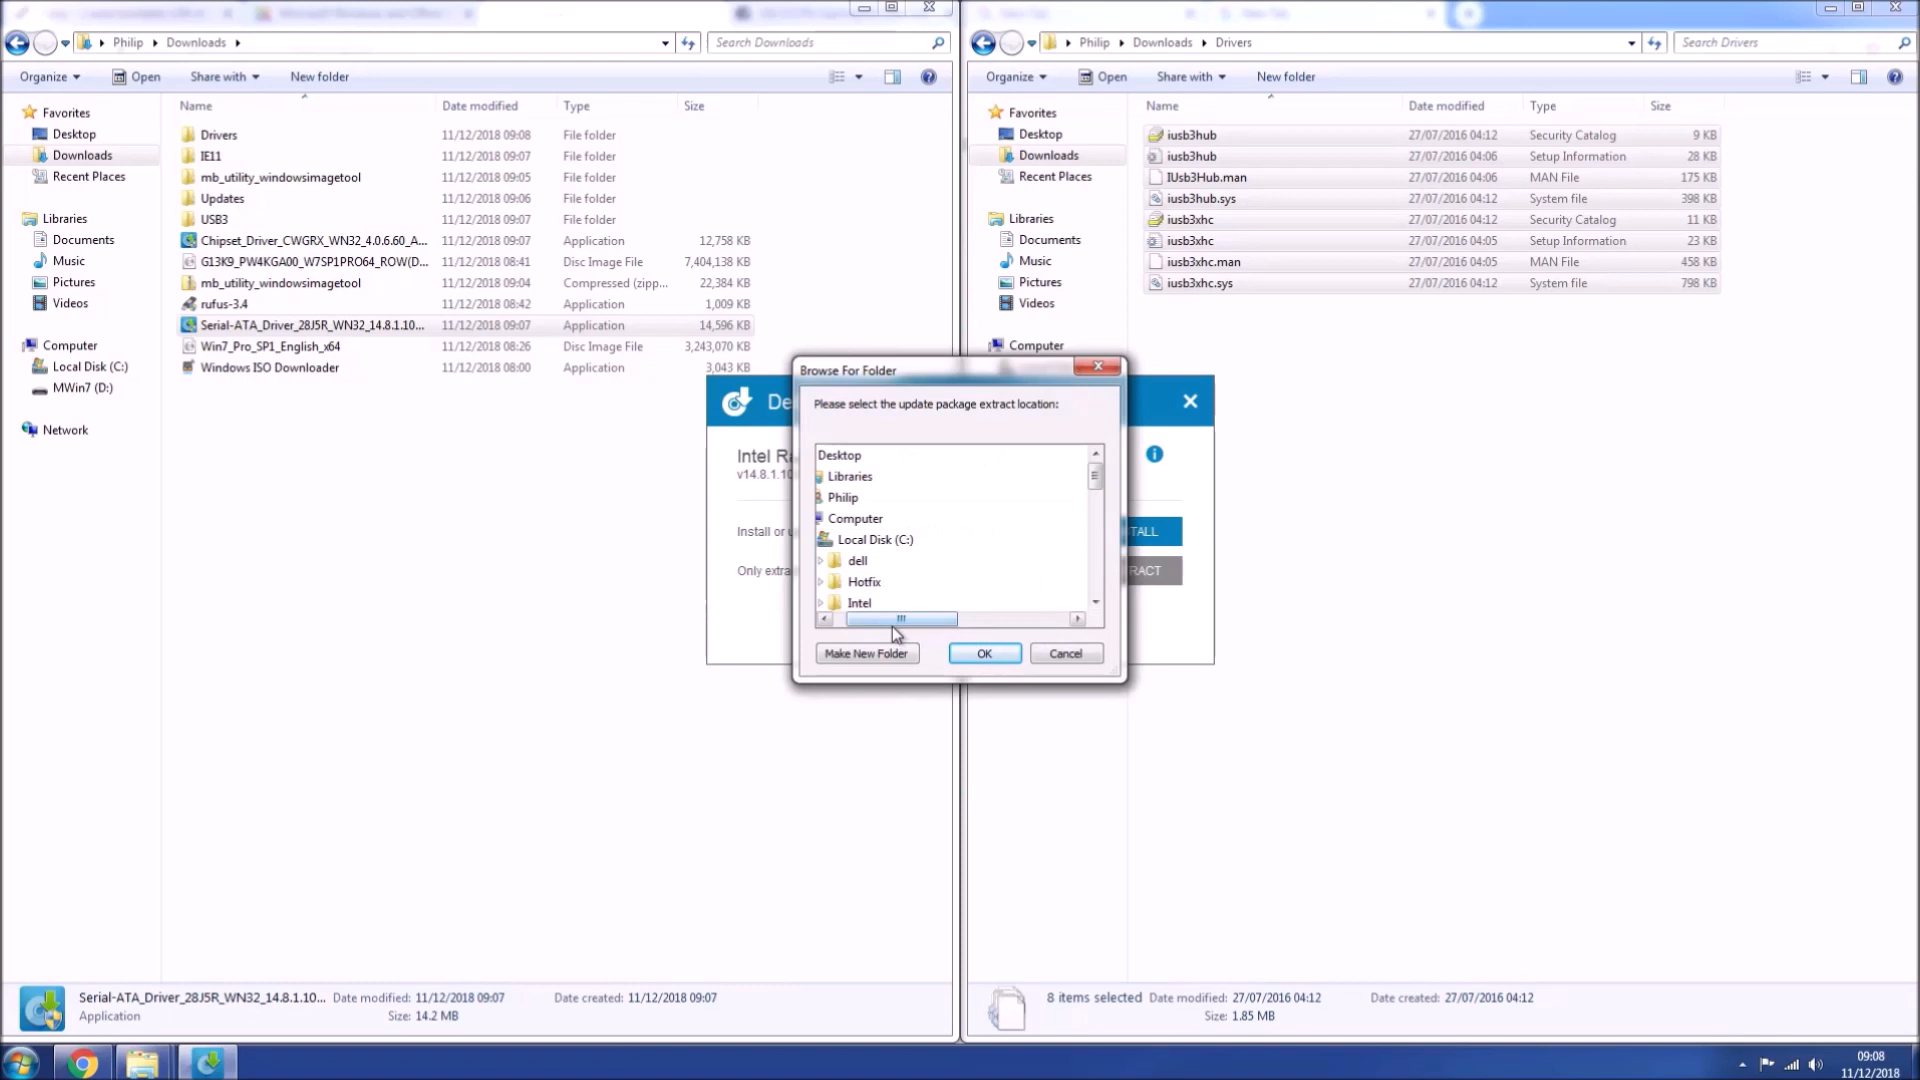 Philip Downloads
Search Downloads
Organize Open Share with New folder
Favorites
Desktop
Downloads
Recent Places
Libraries
Documents
Music
Pictures
Videos
Computer
Local Disk (C:)
MWin7 (D:)
Network
Name Date modified Type Size
Drivers 11/12/2018 09:08 File folder
IE11 11/12/2018 09:07 File folder
mb_utility_windowsimagetool 11/12/2018 09:05 File folder
Updates 11/12/2018 09:06 File folder
USB3 11/12/2018 09:07 File folder
Chipset_Driver_CWGRX_WN32_4.0.6.60_A... 11/12/2018 09:07 Application 12,758 KB
G13K9_PW4KGA00_W7SP1PRO64_ROW(D... 11/12/2018 08:41 Disc Image File 7,404,138 KB
mb_utility_windowsimagetool 11/12/2018 09:04 Compressed (zipp... 22,384 KB
rufus-3.4 11/12/2018 08:42 Application 1,009 KB
Serial-ATA_Driver_28J5R_WN32_14.8.1.10... 11/12/2018 09:07 Application 14,596 KB
Win7_Pro_SP1_English_x64 11/12/2018 08:26 Disc Image File 3,243,070 KB
Windows ISO Downloader 11/12/2018 08:00 Application 3,043 KB
Philip Downloads Drivers
Search Drivers
Organize Open Share with New folder
Favorites
Desktop
Downloads
Recent Places
Libraries
Documents
Music
Pictures
Videos
Computer
Name Date modified Type Size
iusb3hub 27/07/2016 04:12 Security Catalog 9 KB
iusb3hub 27/07/2016 04:06 Setup Information 28 KB
IUsb3Hub.man 27/07/2016 04:06 MAN File 175 KB
iusb3hub.sys 27/07/2016 04:12 System file 398 KB
iusb3xhc 27/07/2016 04:12 Security Catalog 11 KB
iusb3xhc 27/07/2016 04:05 Setup Information 23 KB
iusb3xhc.man 27/07/2016 04:05 MAN File 458 KB
iusb3xhc.sys 27/07/2016 04:12 System file 798 KB
De
Intel Ra
v14.8.1.10
Install or u
TALL
Only extra
RACT
Browse For Folder
Please select the update package extract location:
Desktop
Libraries
Philip
Computer
Local Disk (C:)
dell
Hotfix
Intel
Make New Folder OK Cancel
Serial-ATA_Driver_28J5R_WN32_14.8.1.10... Date modified: 11/12/2018 09:07 Date created: 11/12/2018 09:07
Application Size: 14.2 MB
8 items selected Date modified: 27/07/2016 04:12 Date created: 27/07/2016 04:12
Size: 1.85 MB
09:08
11/12/2018